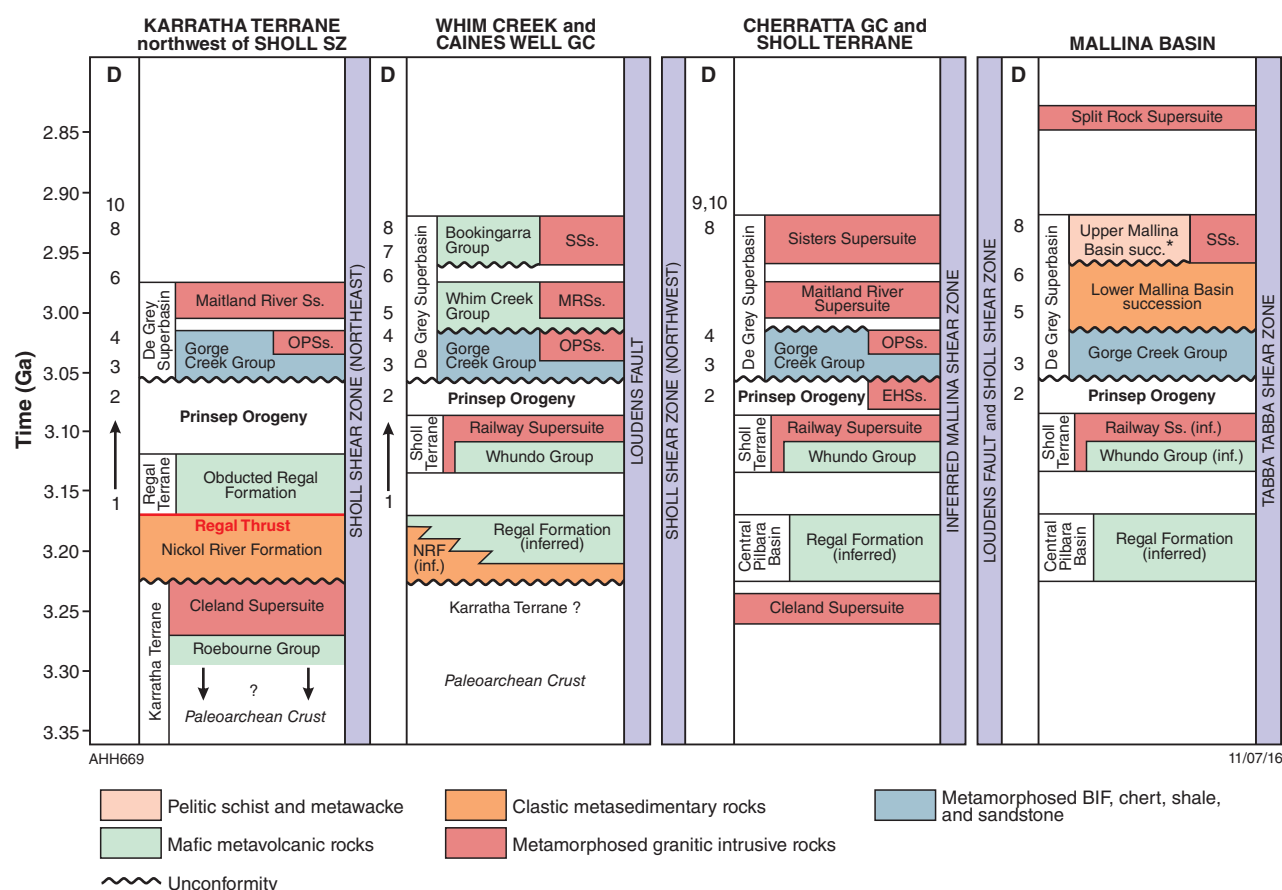 KARRATHA TERRANE
northwest of SHOLL SZ
WHIM CREEK and
CAINES WELL GC
CHERRATTA GC and
SHOLL TERRANE
MALLINA BASIN
Time (Ga)
2.85
2.90
2.95
3.00
3.05
3.10
3.15
3.20
3.25
3.30
3.35
D
10
8
6
4
3
2
1
De Grey
Superbasin
Maitland River Ss.
Gorge
Creek Group
OPSs.
Prinsep Orogeny
Regal
Terrane
Obducted Regal
Formation
Regal Thrust
Nickol River Formation
Karratha Terrane
Cleland Supersuite
Roebourne Group
?
Paleoarchean Crust
SHOLL SHEAR ZONE (NORTHEAST)
D
8
7
6
5
4
3
2
1
De Grey Superbasin
Bookingarra
Group
SSs.
Whim Creek
Group
MRSs.
Gorge
Creek Group
OPSs.
Prinsep Orogeny
Sholl
Terrane
Railway Supersuite
Whundo Group
Regal Formation
(inferred)
NRF
(inf.)
Karratha Terrane ?
Paleoarchean Crust
LOUDENS FAULT
SHOLL SHEAR ZONE (NORTHWEST)
D
9,10
8
4
3
2
De Grey Superbasin
Sisters Supersuite
Maitland River
Supersuite
Gorge
Creek Group
OPSs.
Prinsep Orogeny
EHSs.
Sholl
Terrane
Railway Supersuite
Whundo Group
Central
Pilbara
Basin
Regal Formation
(inferred)
Cleland Supersuite
INFERRED MALLINA SHEAR ZONE
LOUDENS FAULT and SHOLL SHEAR ZONE
D
8
6
5
3
2
Split Rock Supersuite
De Grey Superbasin
Upper Mallina
Basin succ.*
SSs.
Lower Mallina Basin
succession
Gorge Creek Group
Prinsep Orogeny
Sholl
Terrane
Railway Ss. (inf.)
Whundo Group (inf.)
Central
Pilbara
Basin
Regal Formation
(inferred)
TABBA TABBA SHEAR ZONE
AHH669
11/07/16
Pelitic schist and metawacke
Clastic metasedimentary rocks
Metamorphosed BIF, chert, shale,
and sandstone
Mafic metavolcanic rocks
Metamorphosed granitic intrusive rocks
Unconformity